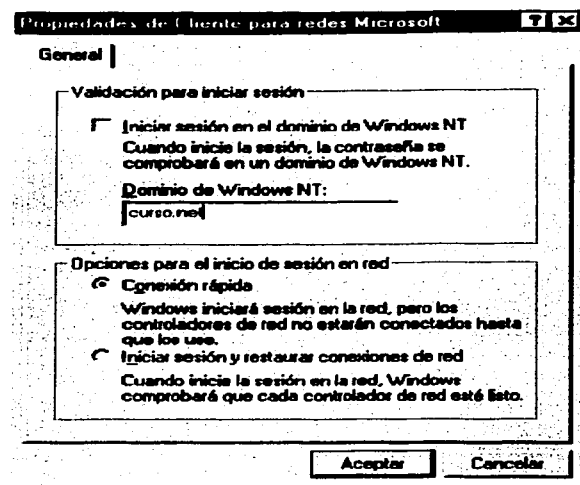 Propiedades de Cliente para redes Microsoft
General
Validación para iniciar sesión
Iniciar sesión en el dominio de Windows NT
Cuando inicie la sesión, la contraseña se
comprobará en un dominio de Windows NT.
Dominio de Windows NT:
curso.net
Opciones para el inicio de sesión en red
Conexión rápida
Windows iniciará sesión en la red, pero los
controladores de red no estarán conectados hasta
que los use.
Iniciar sesión y restaurar conexiones de red
Cuando inicie la sesión en la red, Windows
comprobará que cada controlador de red esté listo.
Aceptar Cancelar